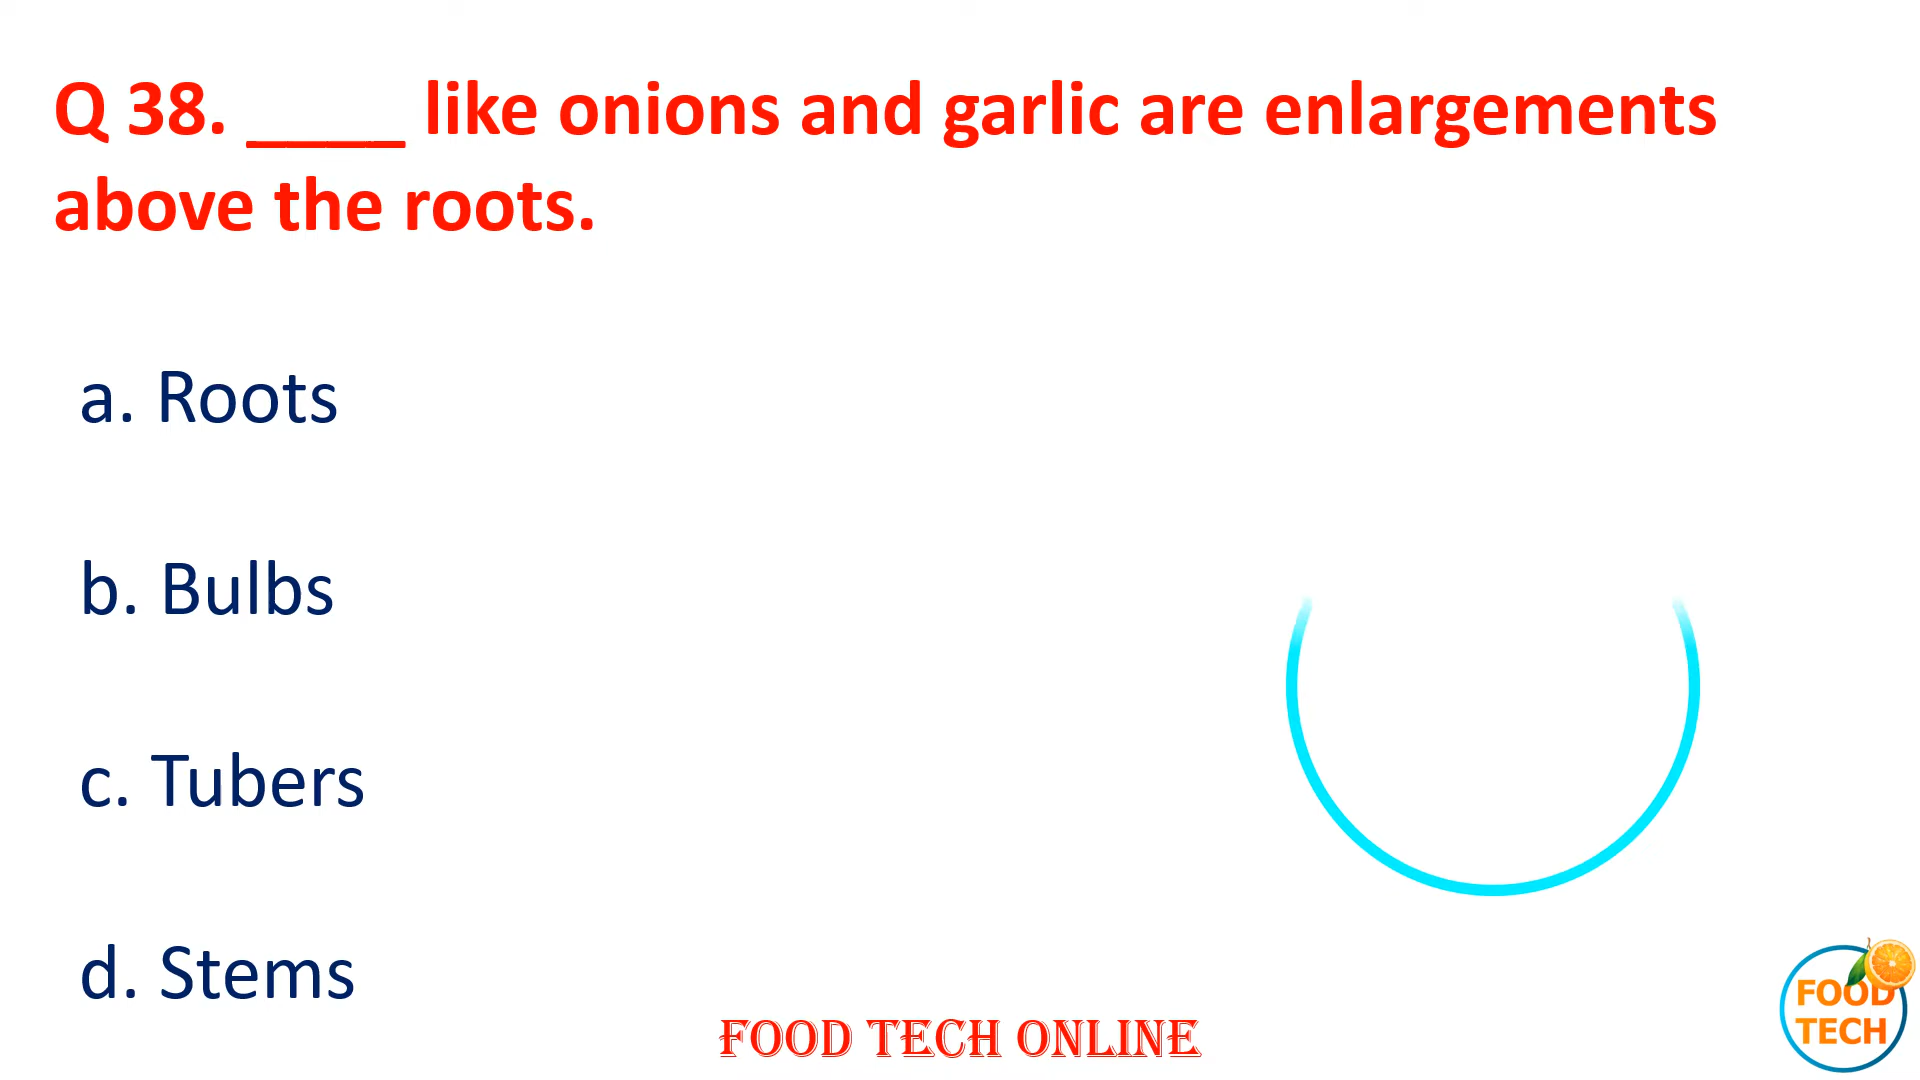 Q 38. ____ like onions and garlic are enlargements
above the roots.
a. Roots
b. Bulbs
c. Tubers
d. Stems
FOOD TECH ONLINE
FOOD
TECH